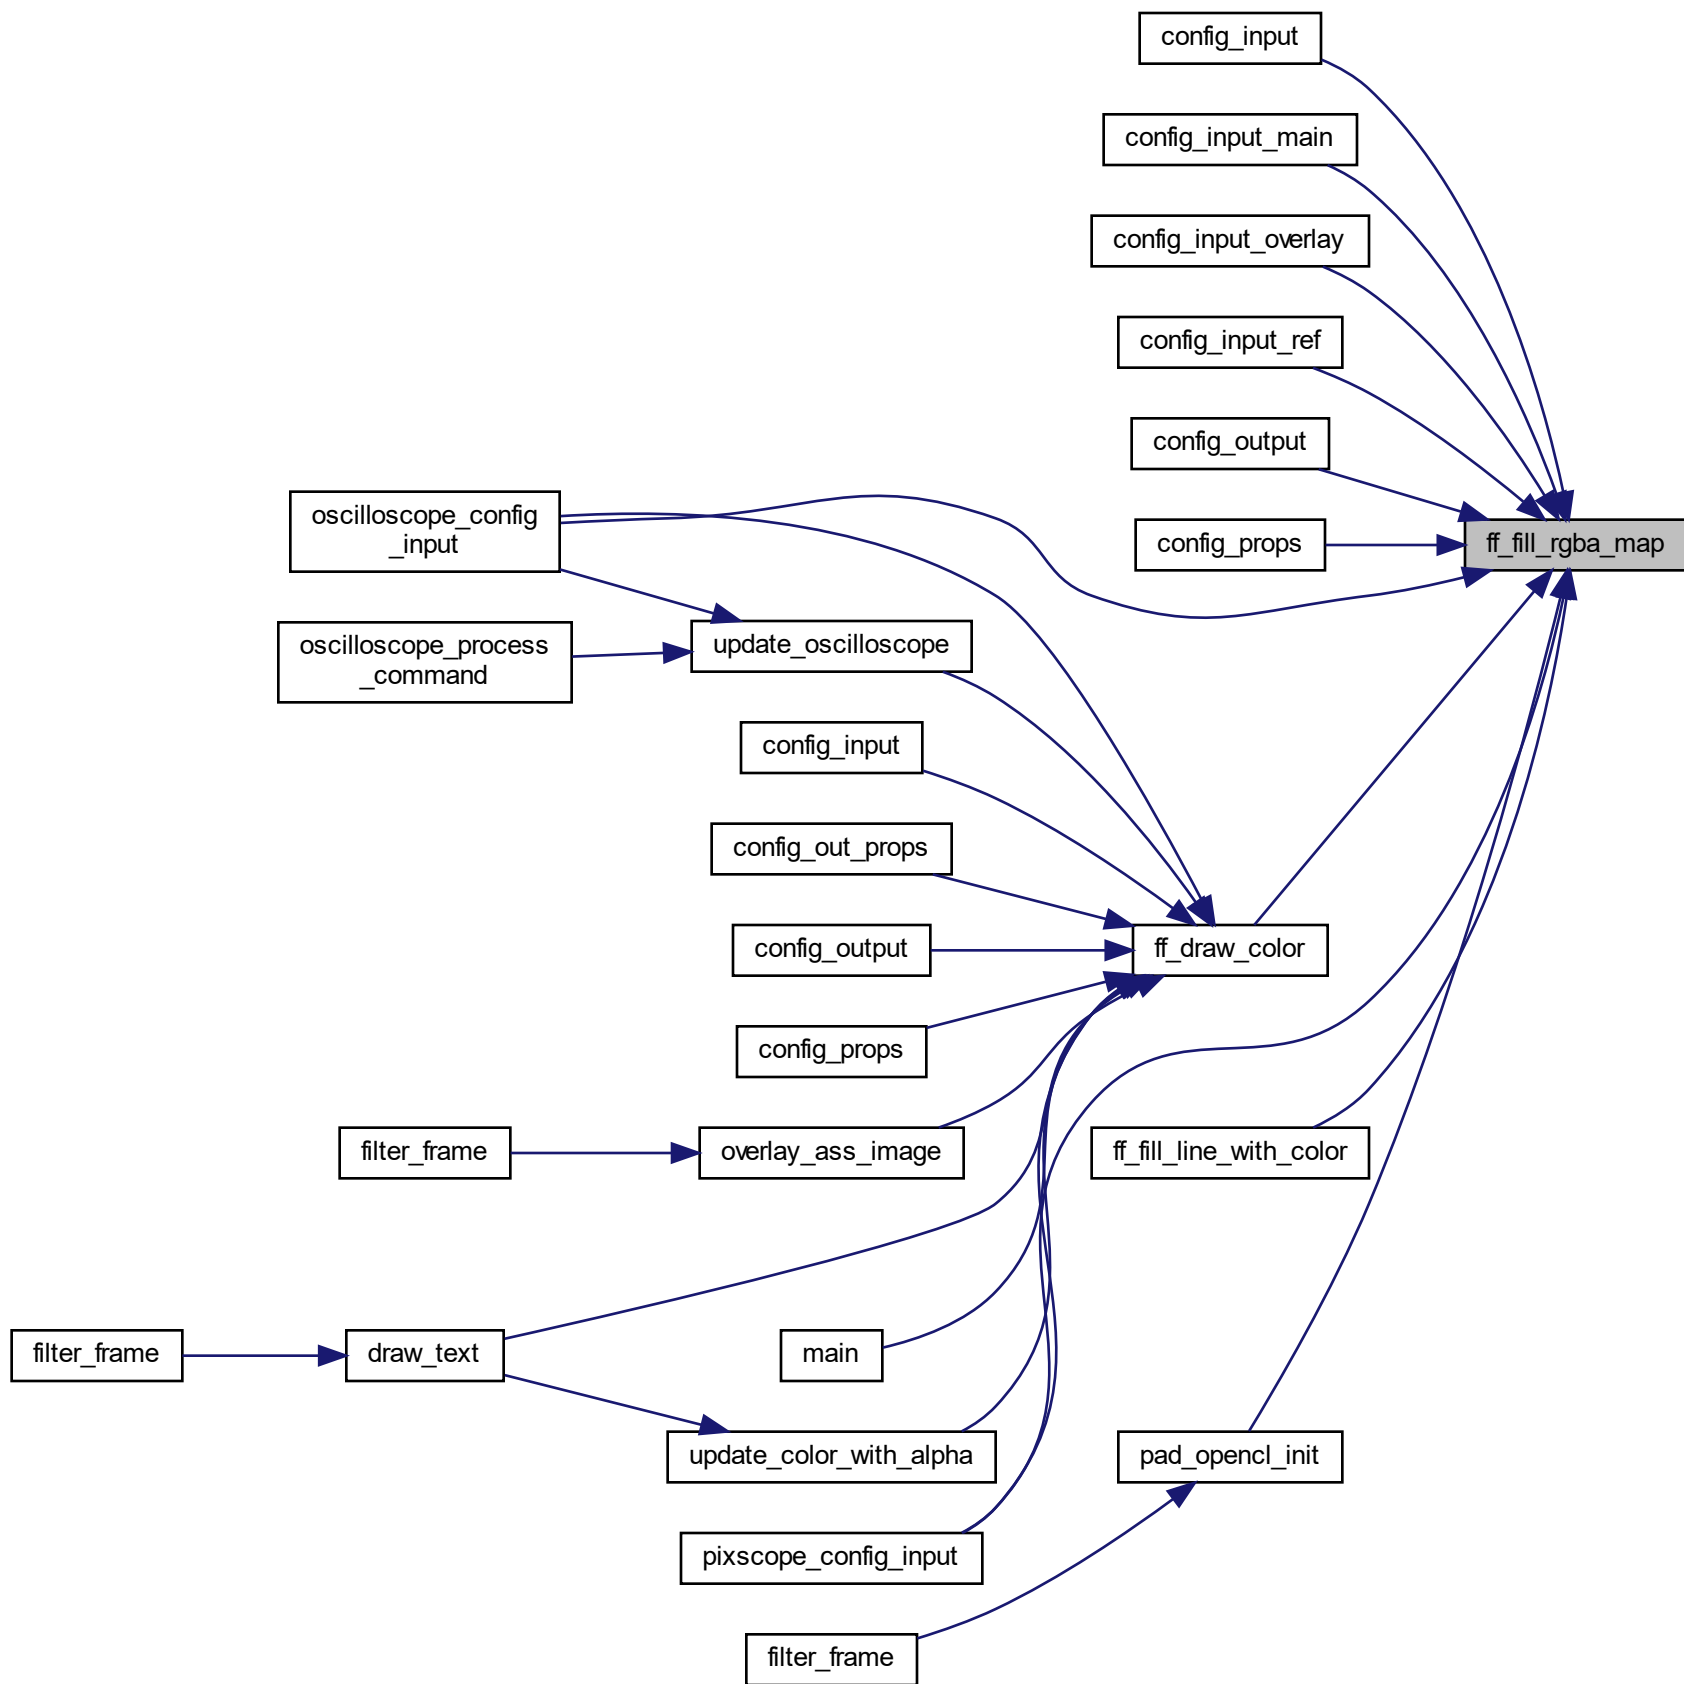 config_input
config_input_main
config_input_overlay
config_input_ref
config_output
oscilloscope_config
_input
config_props
ff_fill_rgba_map
oscilloscope_process
_command
update_oscilloscope
config_input
config_out_props
config_output
ff_draw_color
config_props
filter_frame
overlay_ass_image
ff_fill_line_with_color
filter_frame
draw_text
main
update_color_with_alpha
pad_opencl_init
pixscope_config_input
filter_frame